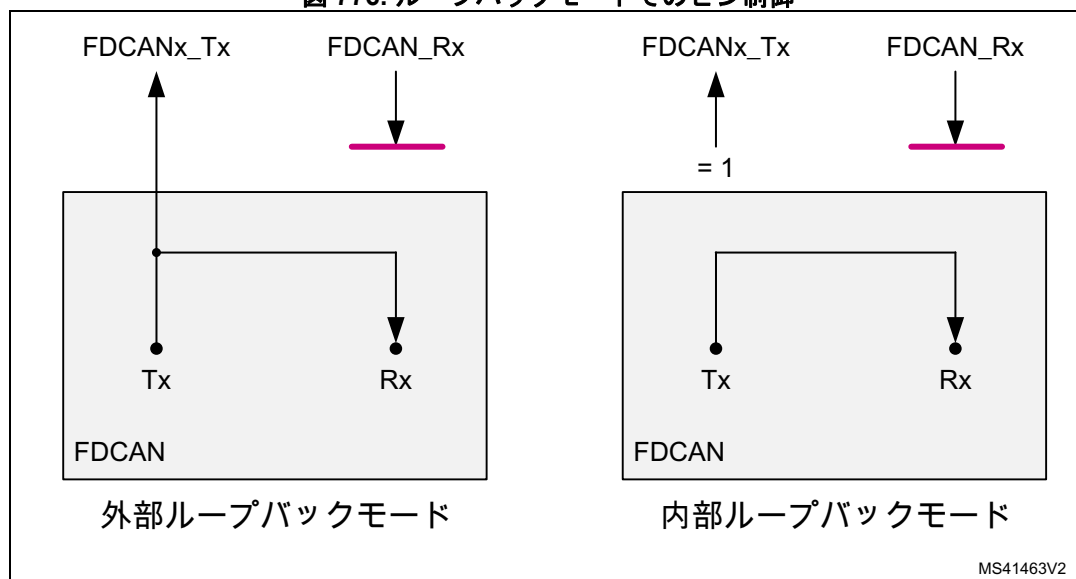 FDCANx_Tx FDCAN_Rx FDCANx_Tx FDCAN_Rx
= 1
Tx Rx Tx Rx
FDCAN FDCAN
外部ループバックモード 内部ループバックモード
MS41463V2